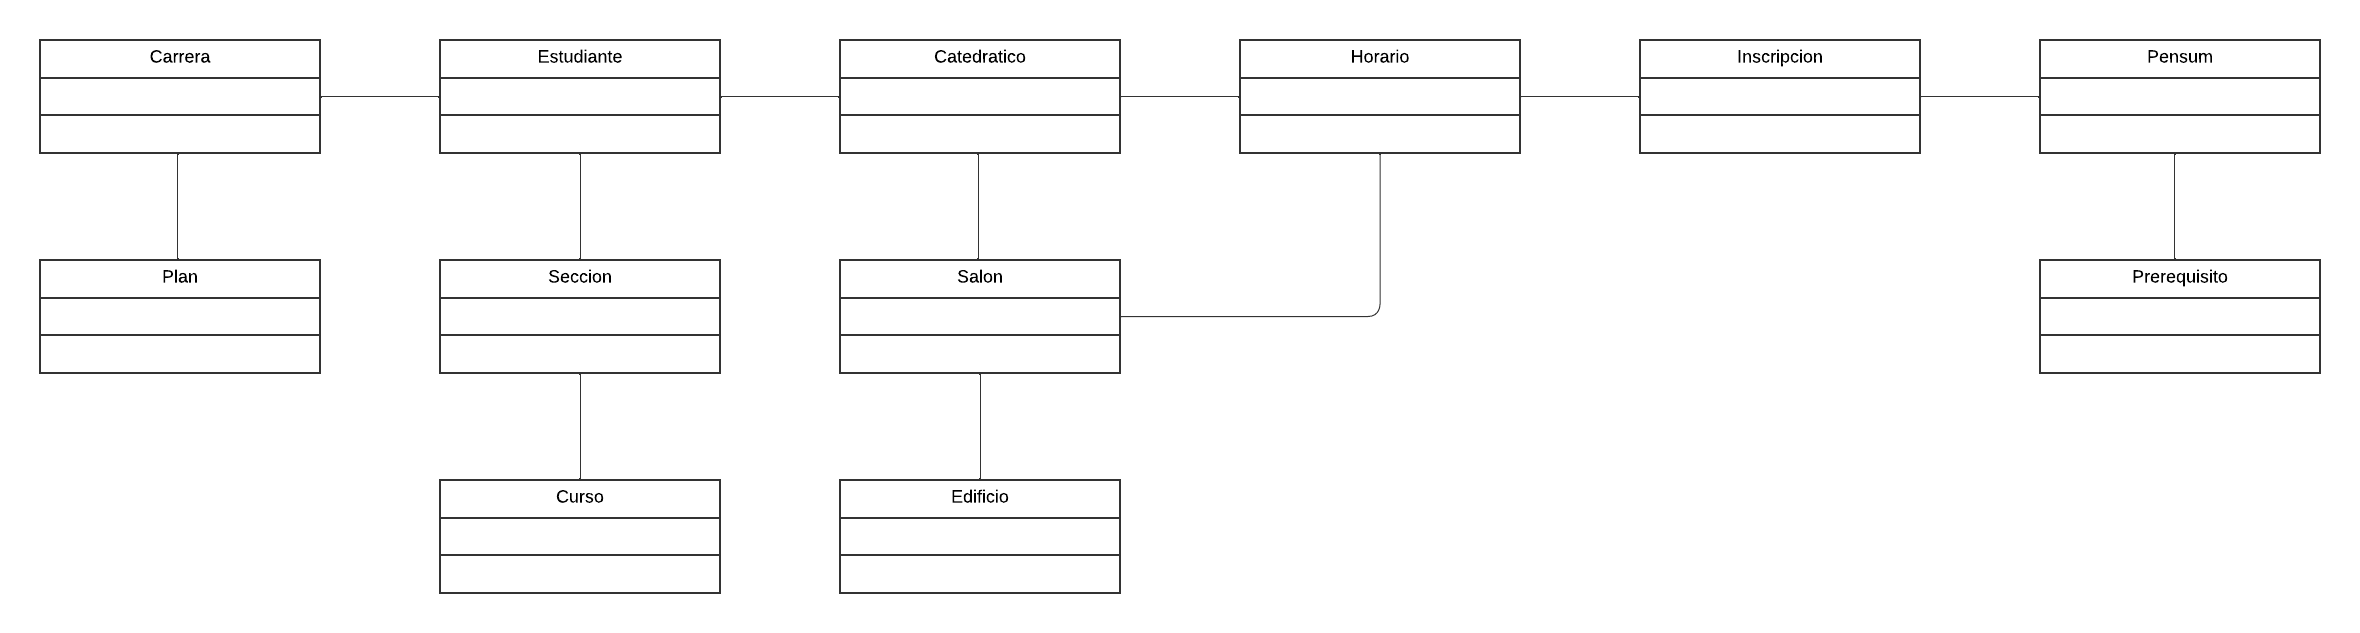 Carrera
Estudiante
Catedratico
Horario
Inscripcion
Pensum
Plan
Seccion
Salon
Prerequisito
Curso
Edificio